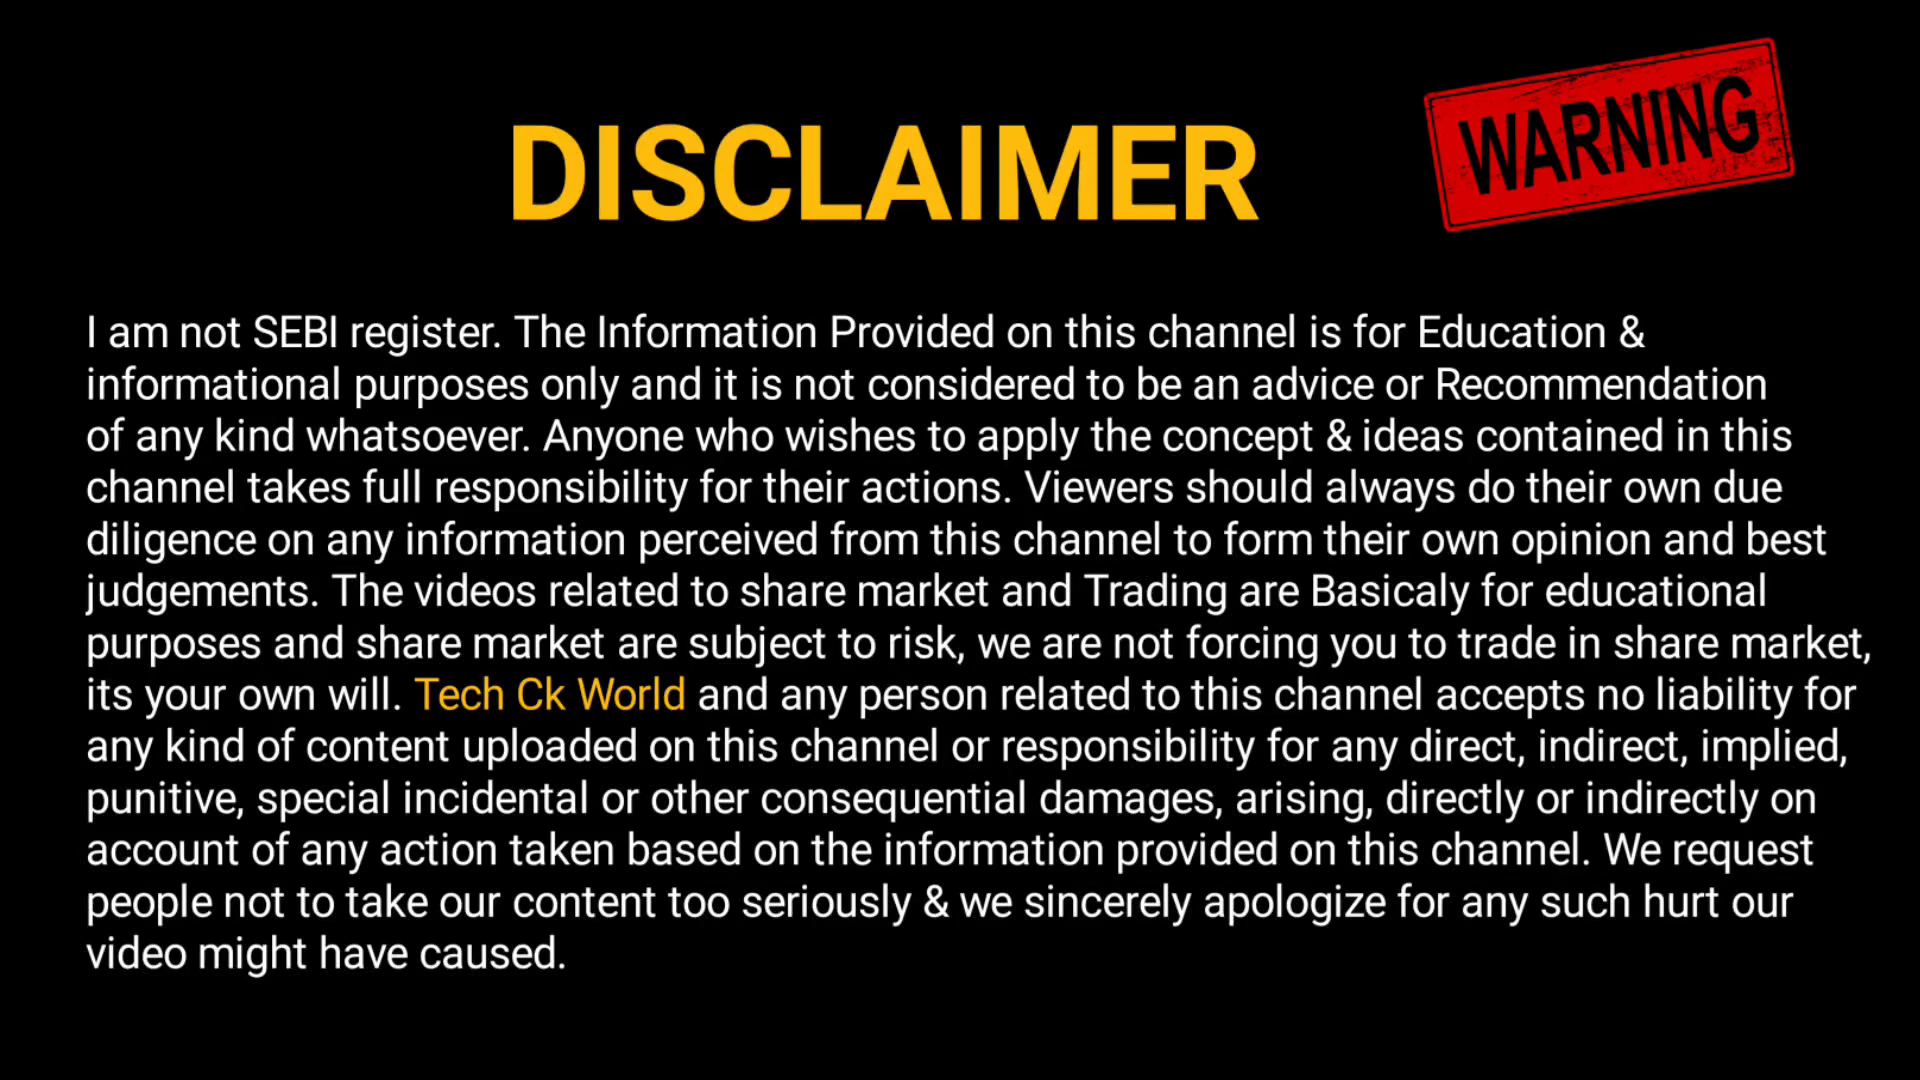 WARNING
DISCLAIMER
I am not SEBI register. The Information Provided on this channel is for Education &
informational purposes only and it is not considered to be an advice or Recommendation
of any kind whatsoever. Anyone who wishes to apply the concept & ideas contained in this
channel takes full responsibility for their actions. Viewers should always do their own due
diligence on any information perceived from this channel to form their own opinion and best
judgements. The videos related to share market and Trading are Basicaly for educational
purposes and share market are subject to risk, we are not forcing you to trade in share market,
its your own will. Tech Ck World and any person related to this channel accepts no liability for
any kind of content uploaded on this channel or responsibility for any direct, indirect, implied,
punitive, special incidental or other consequential damages, arising, directly or indirectly on
account of any action taken based on the information provided on this channel. We request
people not to take our content too seriously & we sincerely apologize for any such hurt our
video might have caused.